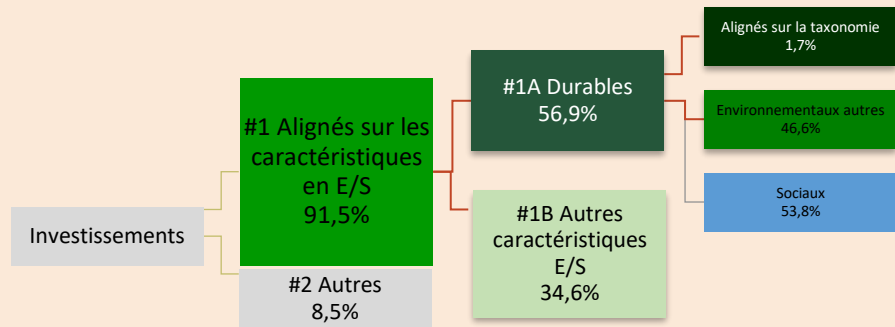 Investissements
#1 Alignés sur les
caractéristiques
en E/S
91,5%
#2 Autres
8,5%
#1A Durables
56,9%
#1B Autres
caractéristiques
E/S
34,6%
Alignés sur la taxonomie
1,7%
Environnementaux autres
46,6%
Sociaux
53,8%